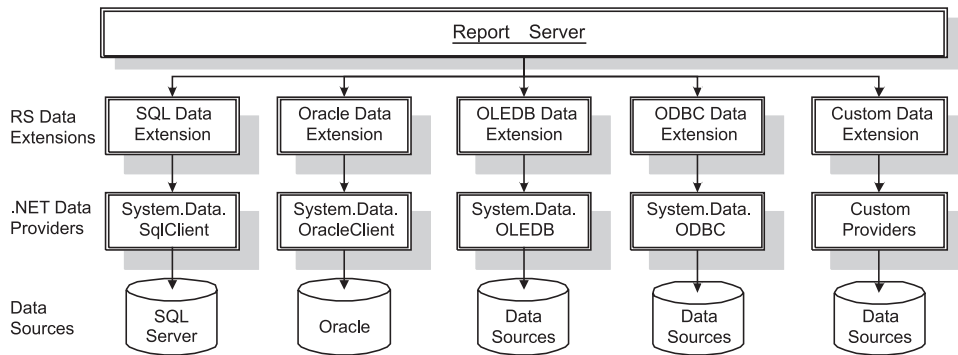 Report Server
RS Data
Extensions
SQL Data
Extension
Oracle Data
Extension
OLEDB Data
Extension
ODBC Data
Extension
Custom Data
Extension
.NET Data
Providers
System.Data.
SqlClient
System.Data.
OracleClient
System.Data.
OLEDB
System.Data.
ODBC
Custom
Providers
Data
Sources
SQL
Server
Oracle
Data
Sources
Data
Sources
Data
Sources